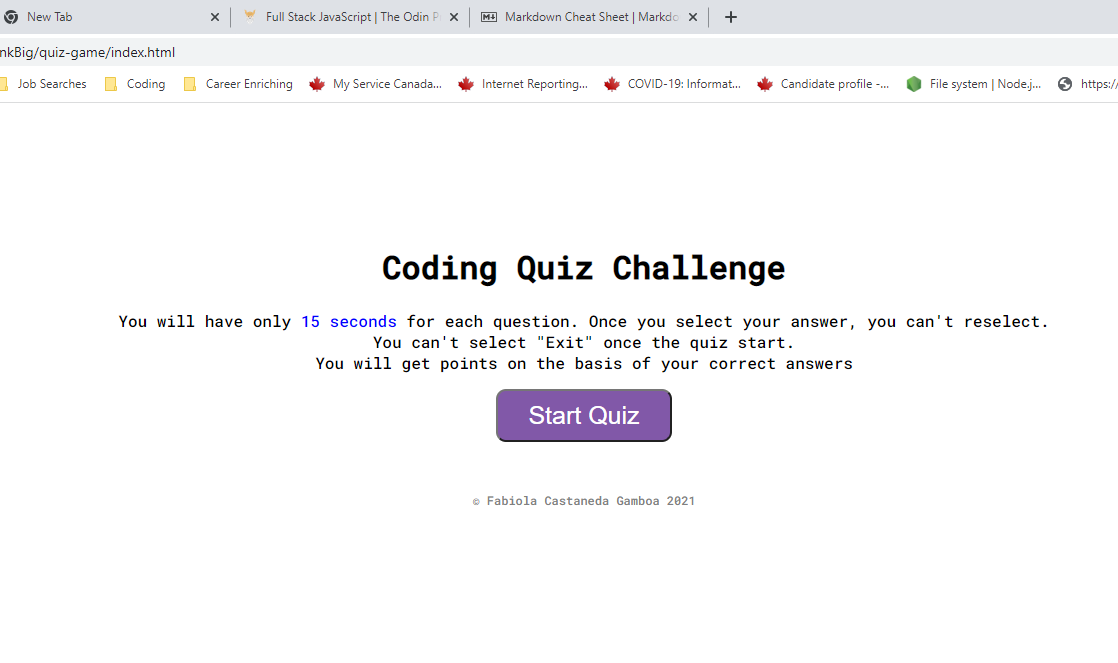 New Tab
Full Stack JavaScript | The Odin P
Markdown Cheat Sheet | Markdo
nkBig/quiz-game/index.html
Job Searches
Coding
Career Enriching
My Service Canada...
Internet Reporting...
COVID-19: Informat...
Candidate profile -...
File system | Node.j...
https:/
Coding Quiz Challenge
You will have only 15 seconds for each question. Once you select your answer, you can't reselect.
You can't select "Exit" once the quiz start.
You will get points on the basis of your correct answers
Start Quiz
© Fabiola Castaneda Gamboa 2021